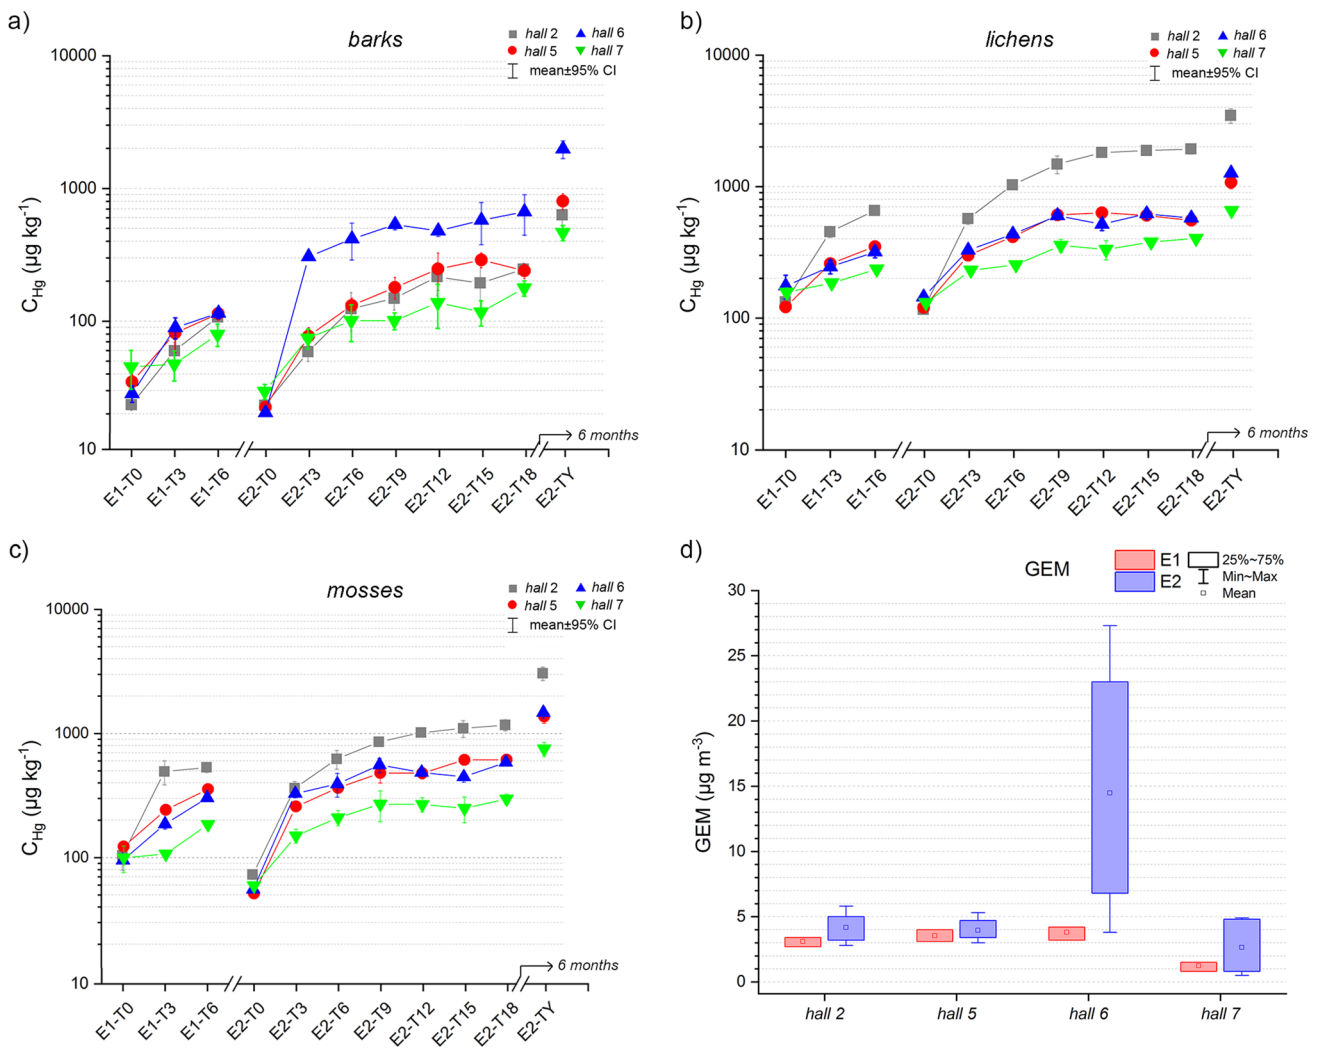 a)
barks
hall 2
hall 6
hall 5
hall 7
mean±95% CI
10000
1000
100
10
C_Hg (µg kg⁻¹)
6 months
E1-T0
E1-T3
E1-T6
E2-T0
E2-T3
E2-T6
E2-T9
E2-T12
E2-T15
E2-T18
E2-TY
b)
lichens
hall 2
hall 6
hall 5
hall 7
mean±95% CI
10000
1000
100
10
C_Hg (µg kg⁻¹)
6 months
E1-T0
E1-T3
E1-T6
E2-T0
E2-T3
E2-T6
E2-T9
E2-T12
E2-T15
E2-T18
E2-TY
c)
mosses
hall 2
hall 6
hall 5
hall 7
mean±95% CI
10000
1000
100
10
C_Hg (µg kg⁻¹)
6 months
E1-T0
E1-T3
E1-T6
E2-T0
E2-T3
E2-T6
E2-T9
E2-T12
E2-T15
E2-T18
E2-TY
d)
GEM
E1
E2
25%~75%
Min~Max
Mean
30
25
20
15
10
5
0
GEM (µg m⁻³)
hall 2
hall 5
hall 6
hall 7